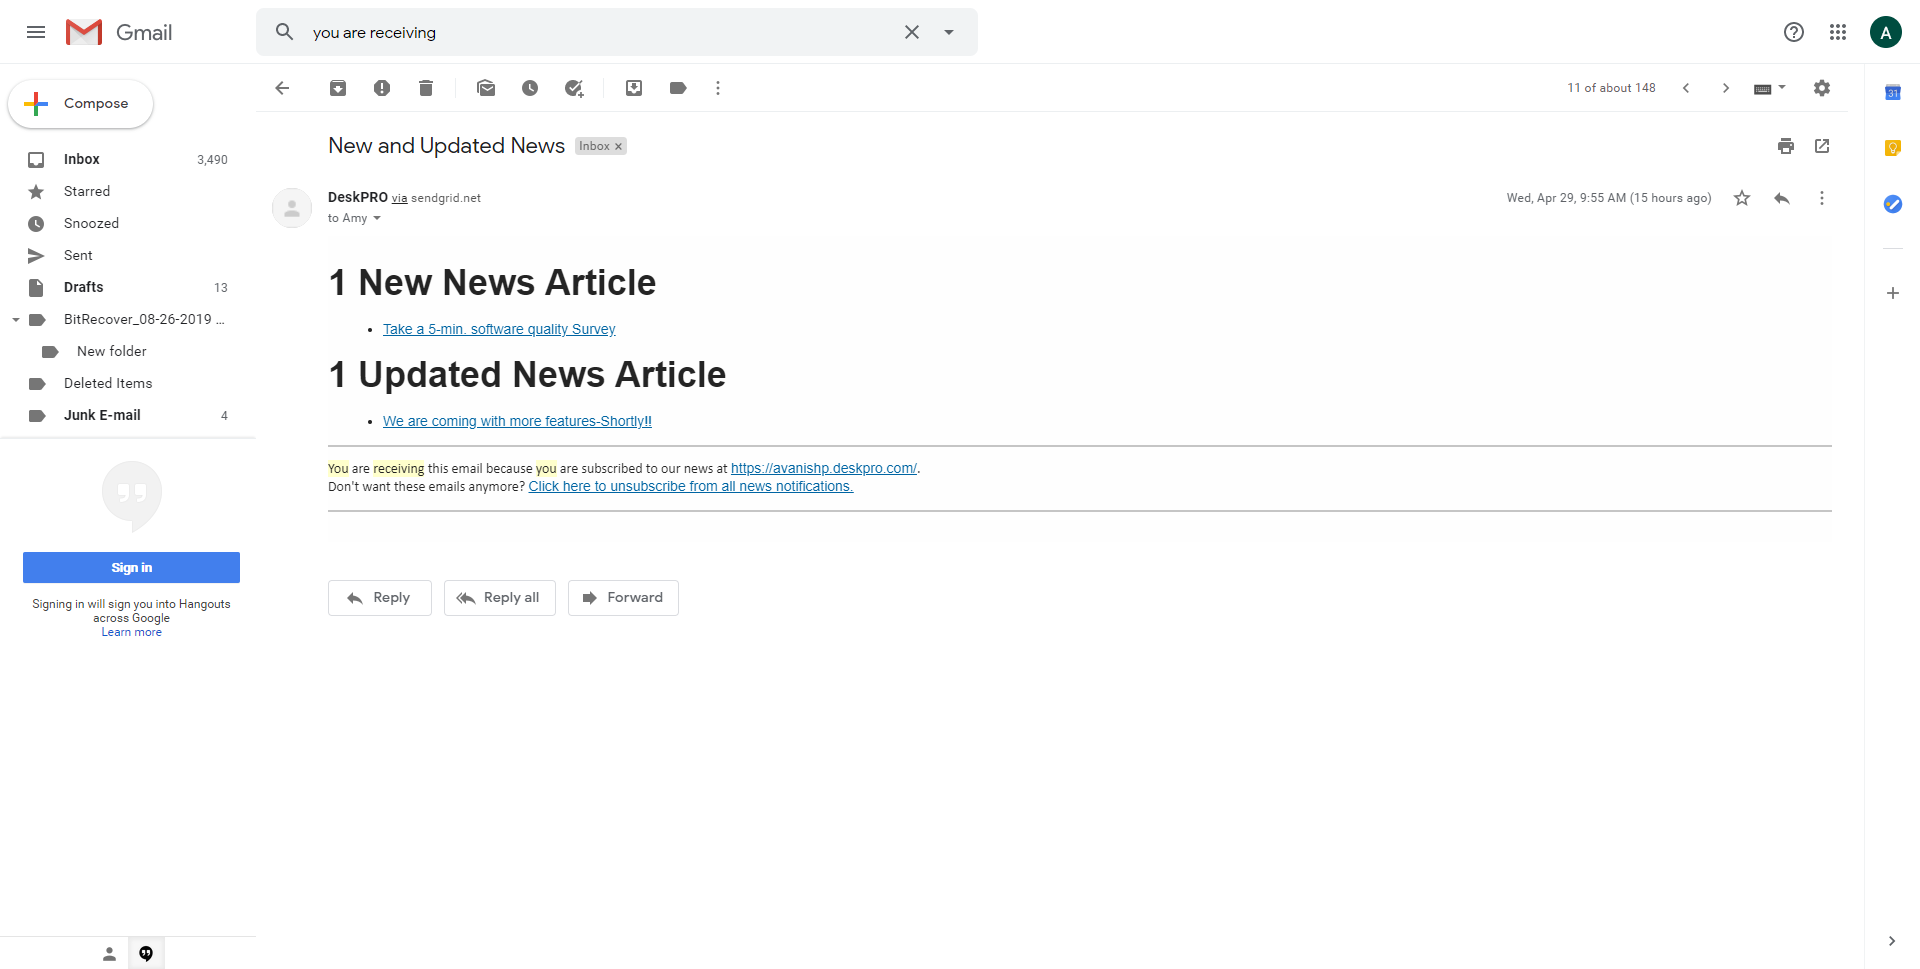 Gmail
you are receiving
A
Compose
11 of about 148
31
Inbox 3,490
Starred
Snoozed
Sent
Drafts 13
BitRecover_08-26-2019 ...
New folder
Deleted Items
Junk E-mail 4
Sign in
Signing in will sign you into Hangouts
across Google
Learn more
New and Updated News Inbox x
DeskPRO via sendgrid.net
Wed, Apr 29, 9:55 AM (15 hours ago)
to Amy
1 New News Article
• Take a 5-min. software quality Survey
1 Updated News Article
• We are coming with more features-Shortly!!
You are receiving this email because you are subscribed to our news at https://avanishp.deskpro.com/.
Don't want these emails anymore? Click here to unsubscribe from all news notifications.
Reply
Reply all
Forward